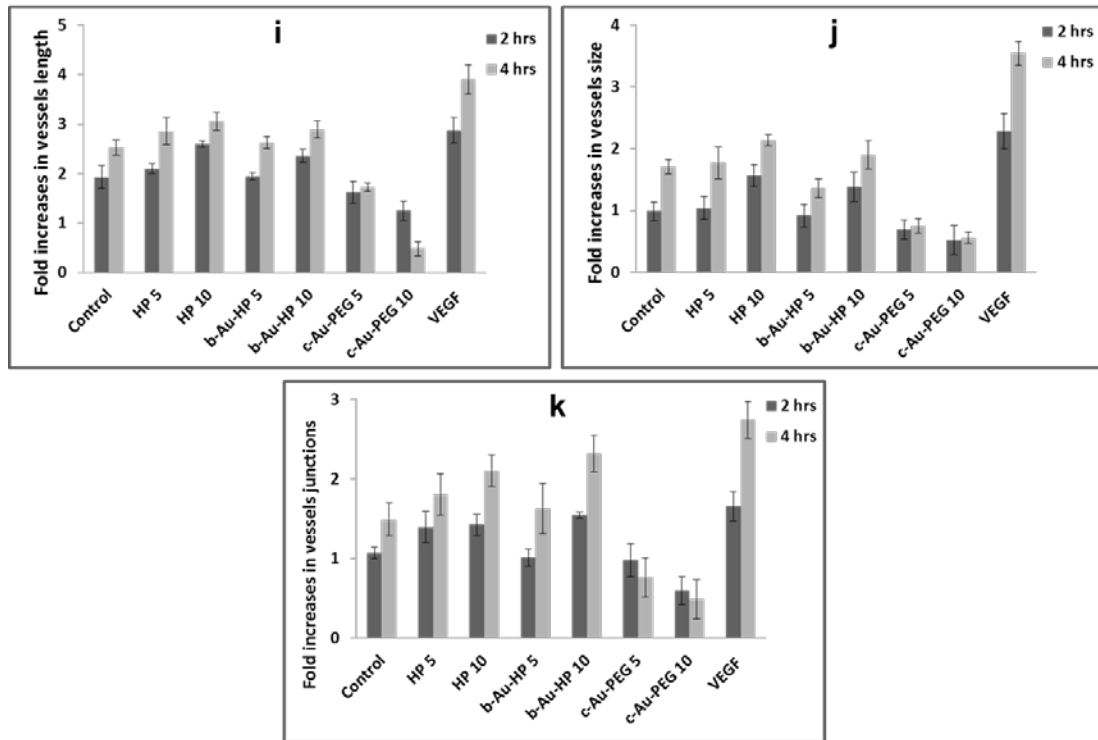 i
Fold increases in vessels length
5
4
3
2
1
0
2 hrs
4 hrs
Control
HP 5
HP 10
b-Au-HP 5
b-Au-HP 10
c-Au-PEG 5
c-Au-PEG 10
VEGF
j
Fold increases in vessels size
4
3
2
1
0
2 hrs
4 hrs
Control
HP 5
HP 10
b-Au-HP 5
b-Au-HP 10
c-Au-PEG 5
c-Au-PEG 10
VEGF
k
Fold increases in vessels junctions
3
2
1
0
2 hrs
4 hrs
Control
HP 5
HP 10
b-Au-HP 5
b-Au-HP 10
c-Au-PEG 5
c-Au-PEG 10
VEGF